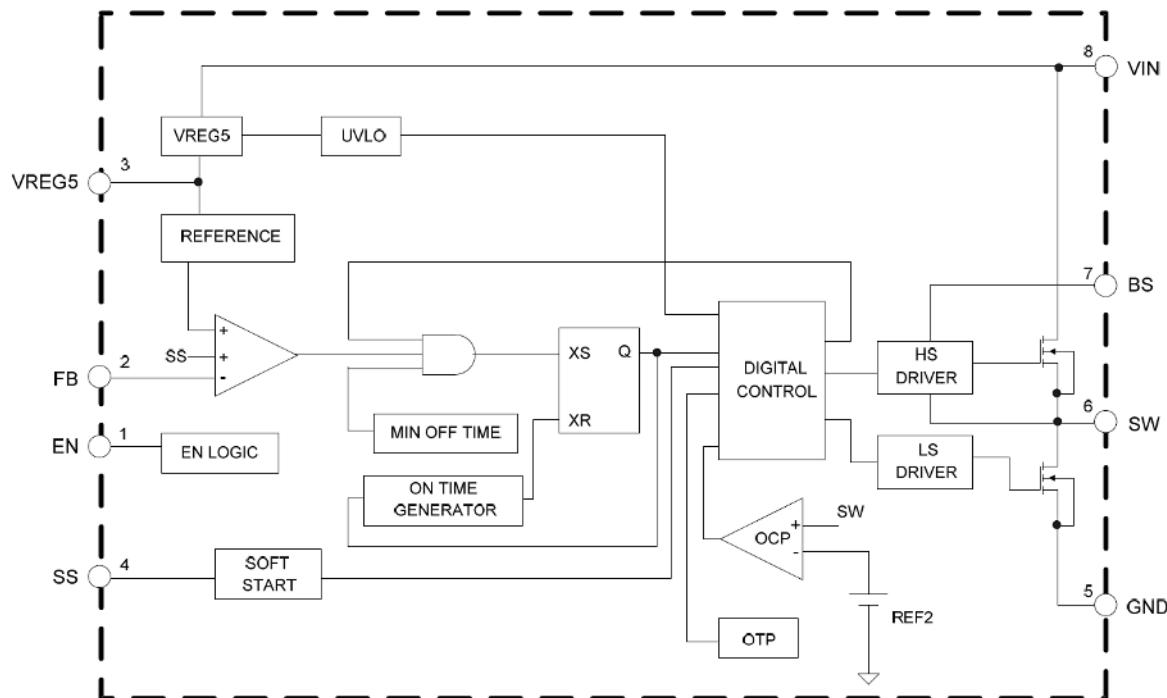 8
VIN
VREG5
UVLO
3
VREG5
REFERENCE
7
BS
+
SS
+
-
XS
Q
XR
DIGITAL
CONTROL
HS
DRIVER
2
FB
6
SW
MIN OFF TIME
1
EN
EN LOGIC
LS
DRIVER
ON TIME
GENERATOR
SW
OCP
+
-
4
SS
SOFT
START
5
GND
REF2
OTP